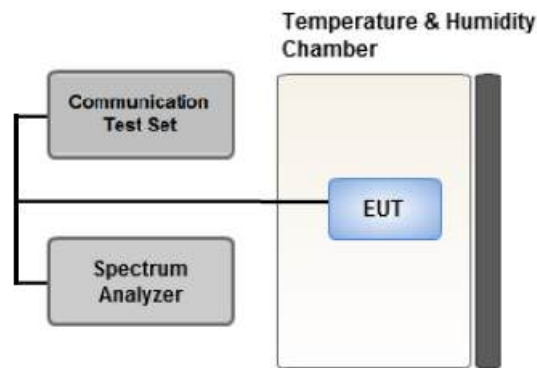 Temperature & Humidity
Chamber
Communication
Test Set
EUT
Spectrum
Analyzer